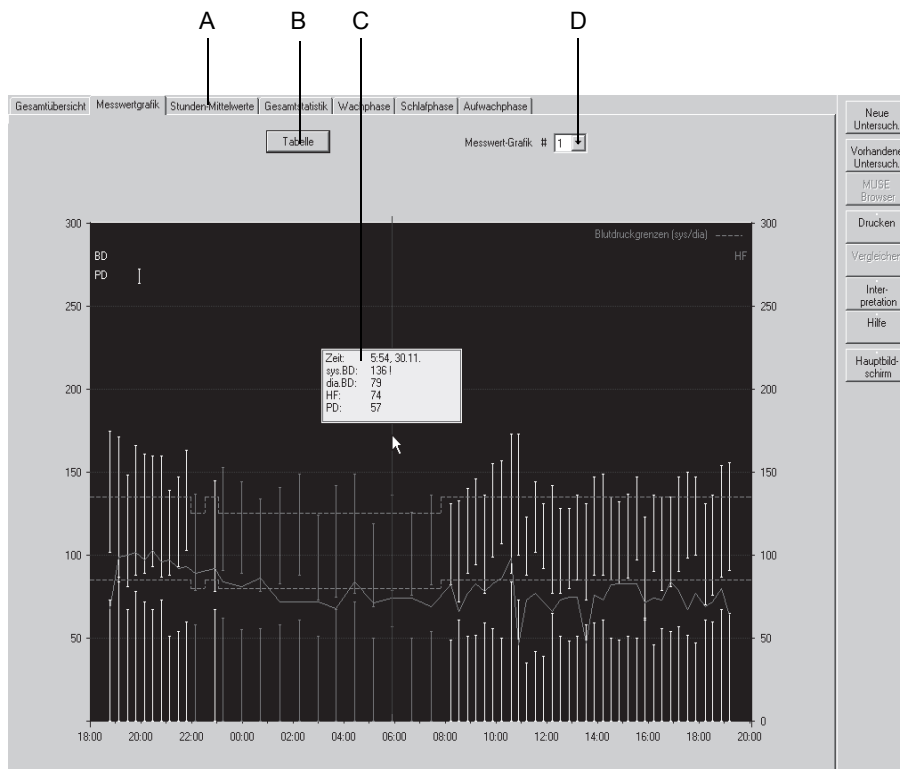 A B C D
Gesamtübersicht Messwertgrafik Stunden-Mittelwerte Gesamtstatistik Wachphase Schlafphase Aufwachphase
Tabelle
Messwert-Grafik # 1
Neue
Untersuch.
Vorhandene
Untersuch.
MUSE
Browser
Drucken
Vergleichen
Inter-
pretation
Hilfe
Hauptbild-
schirm
300 300
Blutdruckgrenzen (sys/dia)
BD HF
PD
250 250
Zeit: 5:54, 30.11.
sys.BD: 136 !
dia.BD: 79
HF: 74
PD: 57
200 200
150 150
100 100
50 50
0
18:00 20:00 22:00 00:00 02:00 04:00 06:00 08:00 10:00 12:00 14:00 16:00 18:00 20:00